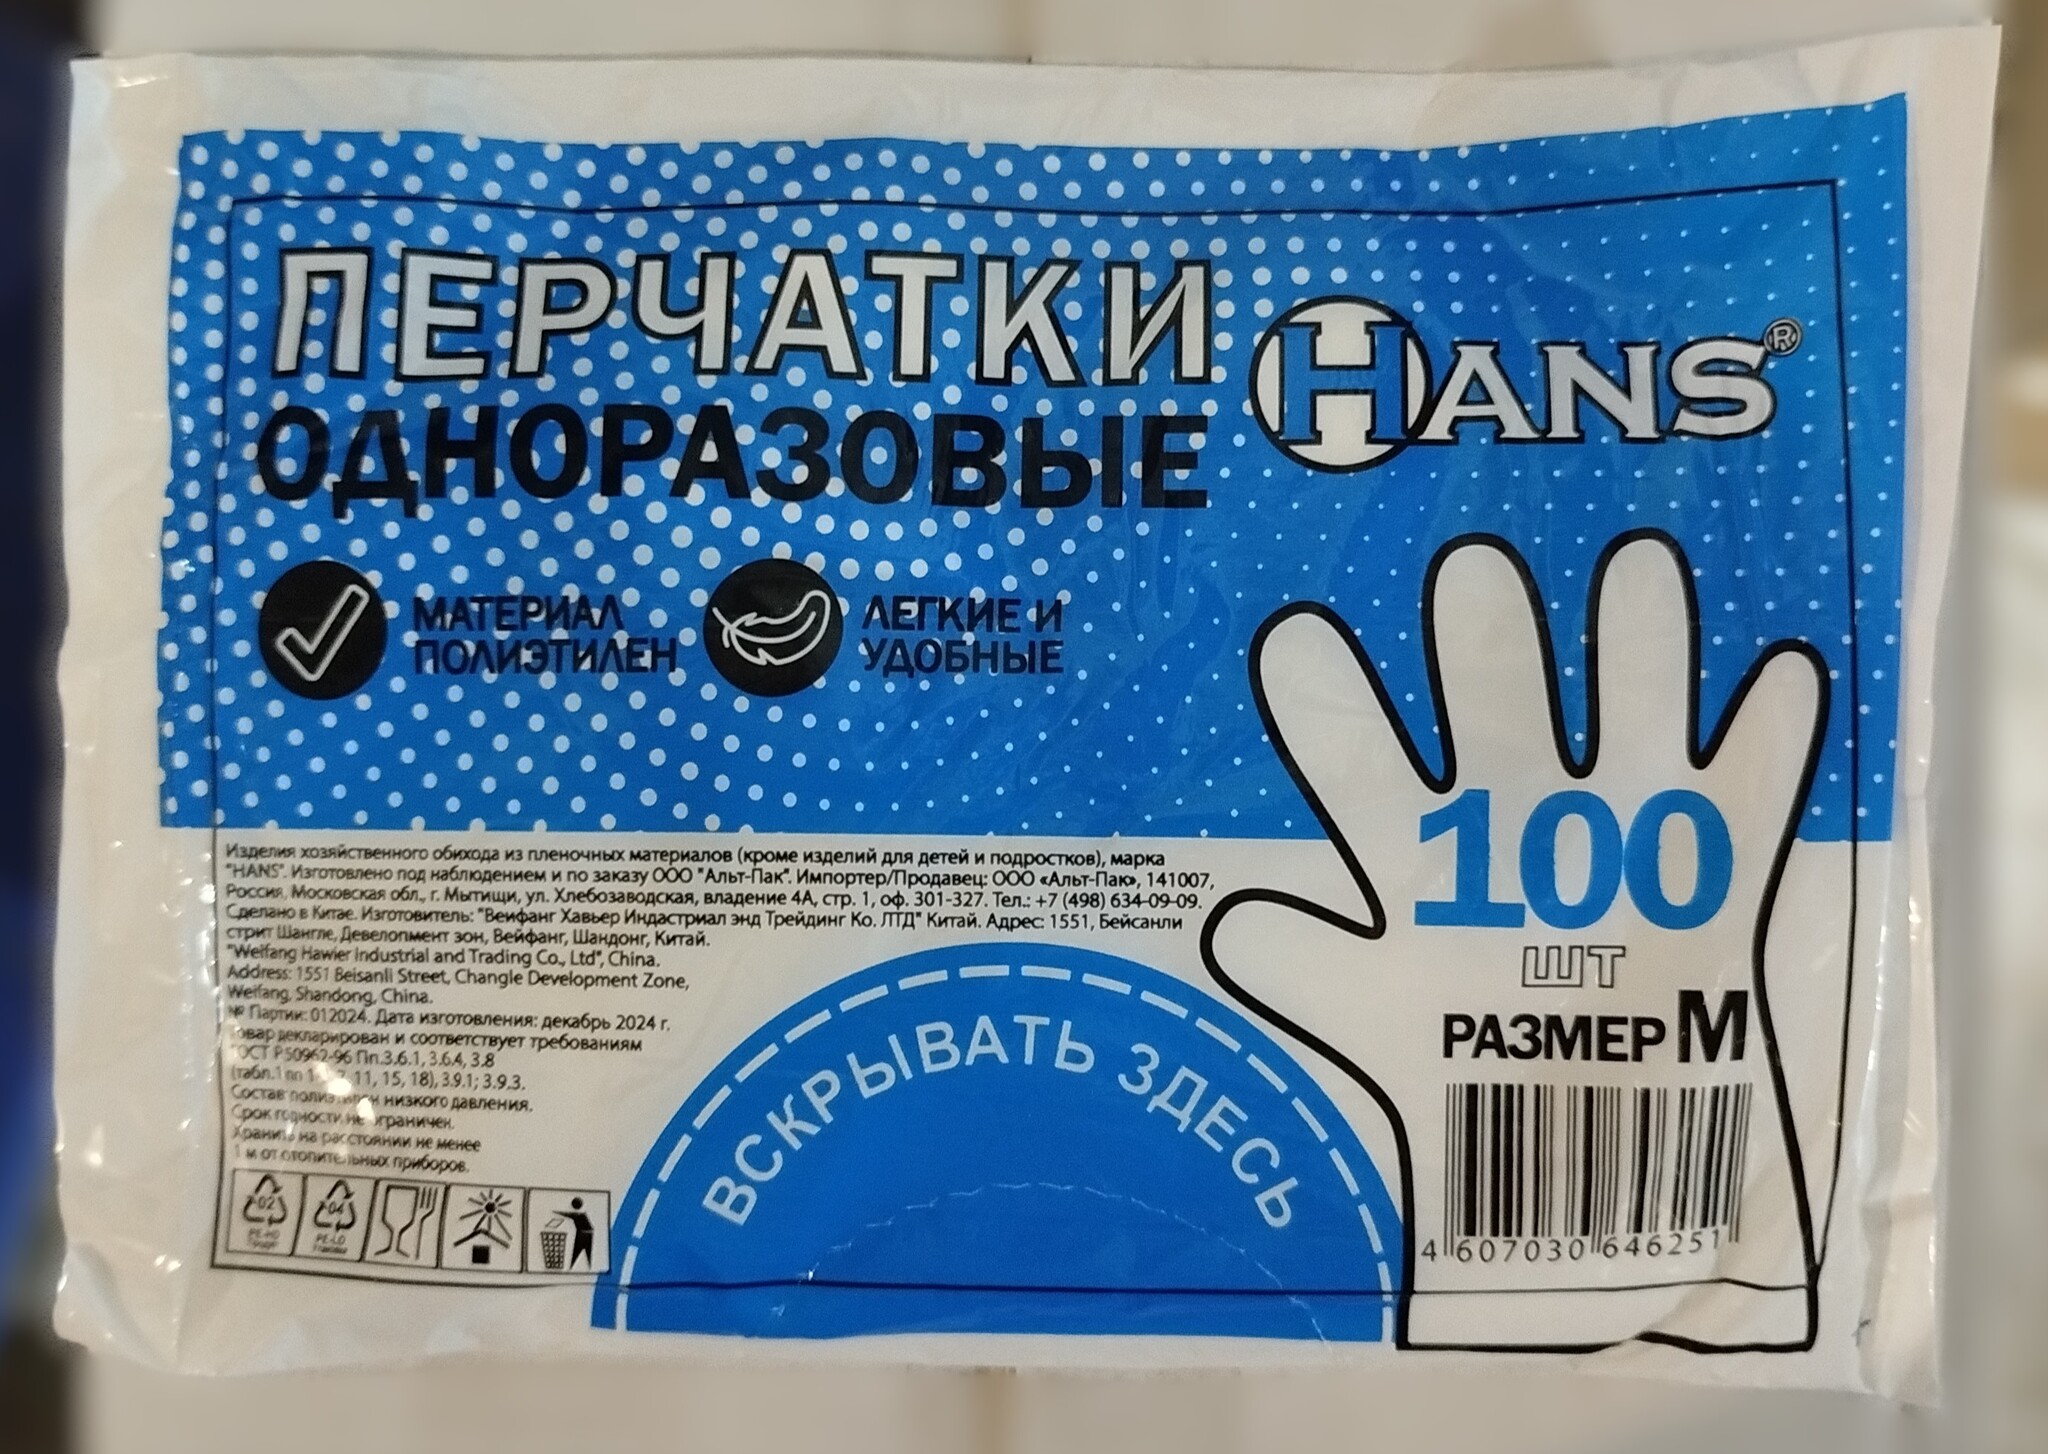 ПЕРЧАТКИ
ОДНОРАЗОВЫЕ
HANS®
МАТЕРИАЛ
ПОЛИЭТИЛЕН
ЛЕГКИЕ И
УДОБНЫЕ
Изделия хозяйственного обихода из пленочных материалов (кроме изделий для детей и подростков), марка
"HANS". Изготовлено под наблюдением и по заказу ООО "Альт-Пак". Импортер/Продавец: ООО «Альт-Пак», 141007,
Россия, Московская обл., г. Мытищи, ул. Хлебозаводская, владение 4А, стр. 1, оф. 301-327. Тел.: +7 (498) 634-09-09.
Сделано в Китае. Изготовитель: "Вейфанг Хавьер Индастриал энд Трейдинг Ко. ЛТД" Китай. Адрес: 1551, Бейсанли
стрит Шангле, Девелопмент зон, Вейфанг, Шандонг, Китай.
"Weifang Hawier Industrial and Trading Co., Ltd", China.
Address: 1551 Beisanli Street, Changle Development Zone,
Weifang, Shandong, China.
№ Партии: 012024. Дата изготовления: декабрь 2024 г.
Товар декларирован и соответствует требованиям
ГОСТ Р50962-96 Пп.3.6.1, 3.6.4, 3.8
(табл.1 пп 11, 15, 18), 3.9.1; 3.9.3.
Состав полиэтилен низкого давления.
Срок годности не ограничен.
Хранить на расстоянии не менее
1 м от отопительных приборов.
02
PE-HD
04
PE-LD
Упаковка
ВСКРЫВАТЬ ЗДЕСЬ
100
ШТ
РАЗМЕР M
4 607030 646251